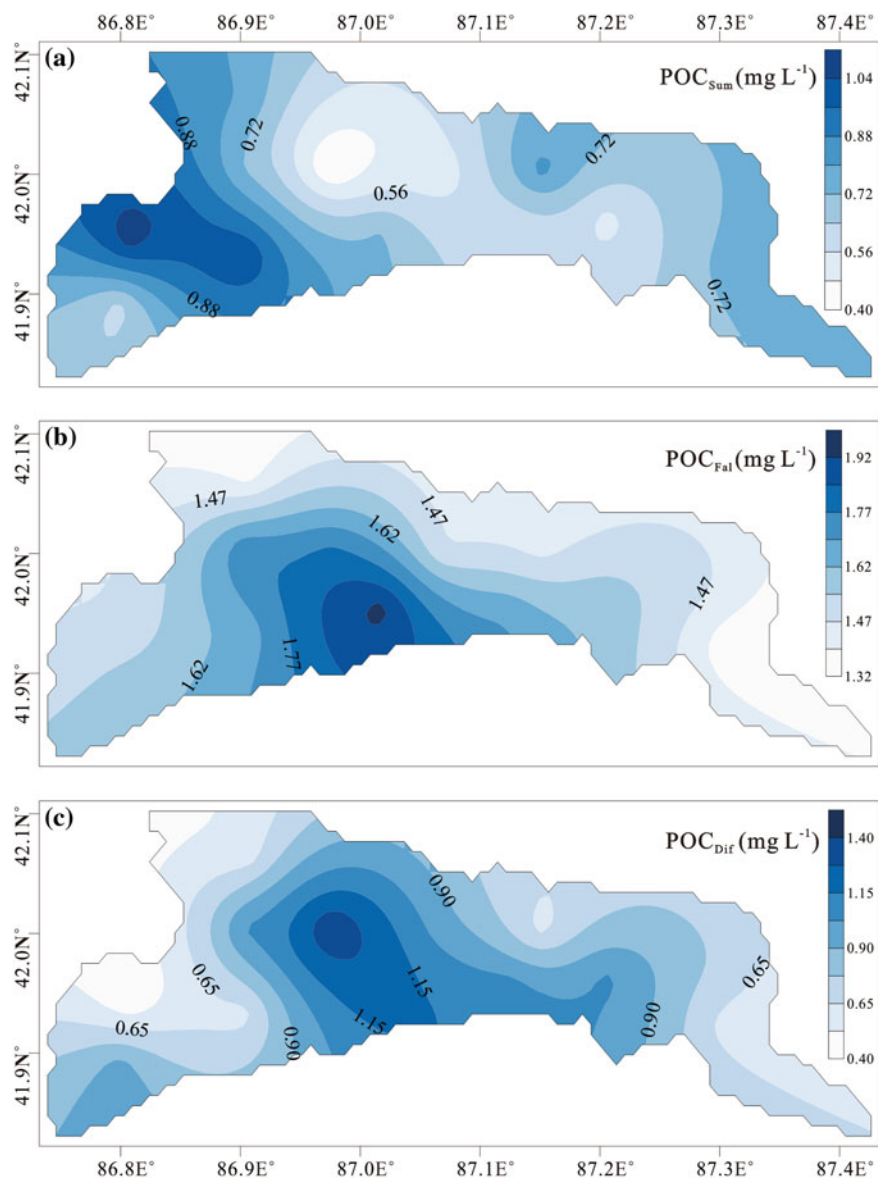 86.8E° 86.9E° 87.0E° 87.1E° 87.2E° 87.3E° 87.4E°
(a)
POC Sum (mg L⁻¹)
42.1N°
42.0N°
41.9N°
0.88
0.72
0.56
0.72
0.88
0.72
1.04
0.88
0.72
0.56
0.40
(b)
POC Fal (mg L⁻¹)
42.1N°
42.0N°
41.9N°
1.47
1.62
1.47
1.47
1.62
1.77
1.92
1.77
1.62
1.47
1.32
(c)
POC Dif (mg L⁻¹)
42.1N°
42.0N°
41.9N°
0.90
0.65
1.15
0.65
0.65
1.15
0.90
0.90
1.40
1.15
0.90
0.65
0.40
86.8E° 86.9E° 87.0E° 87.1E° 87.2E° 87.3E° 87.4E°